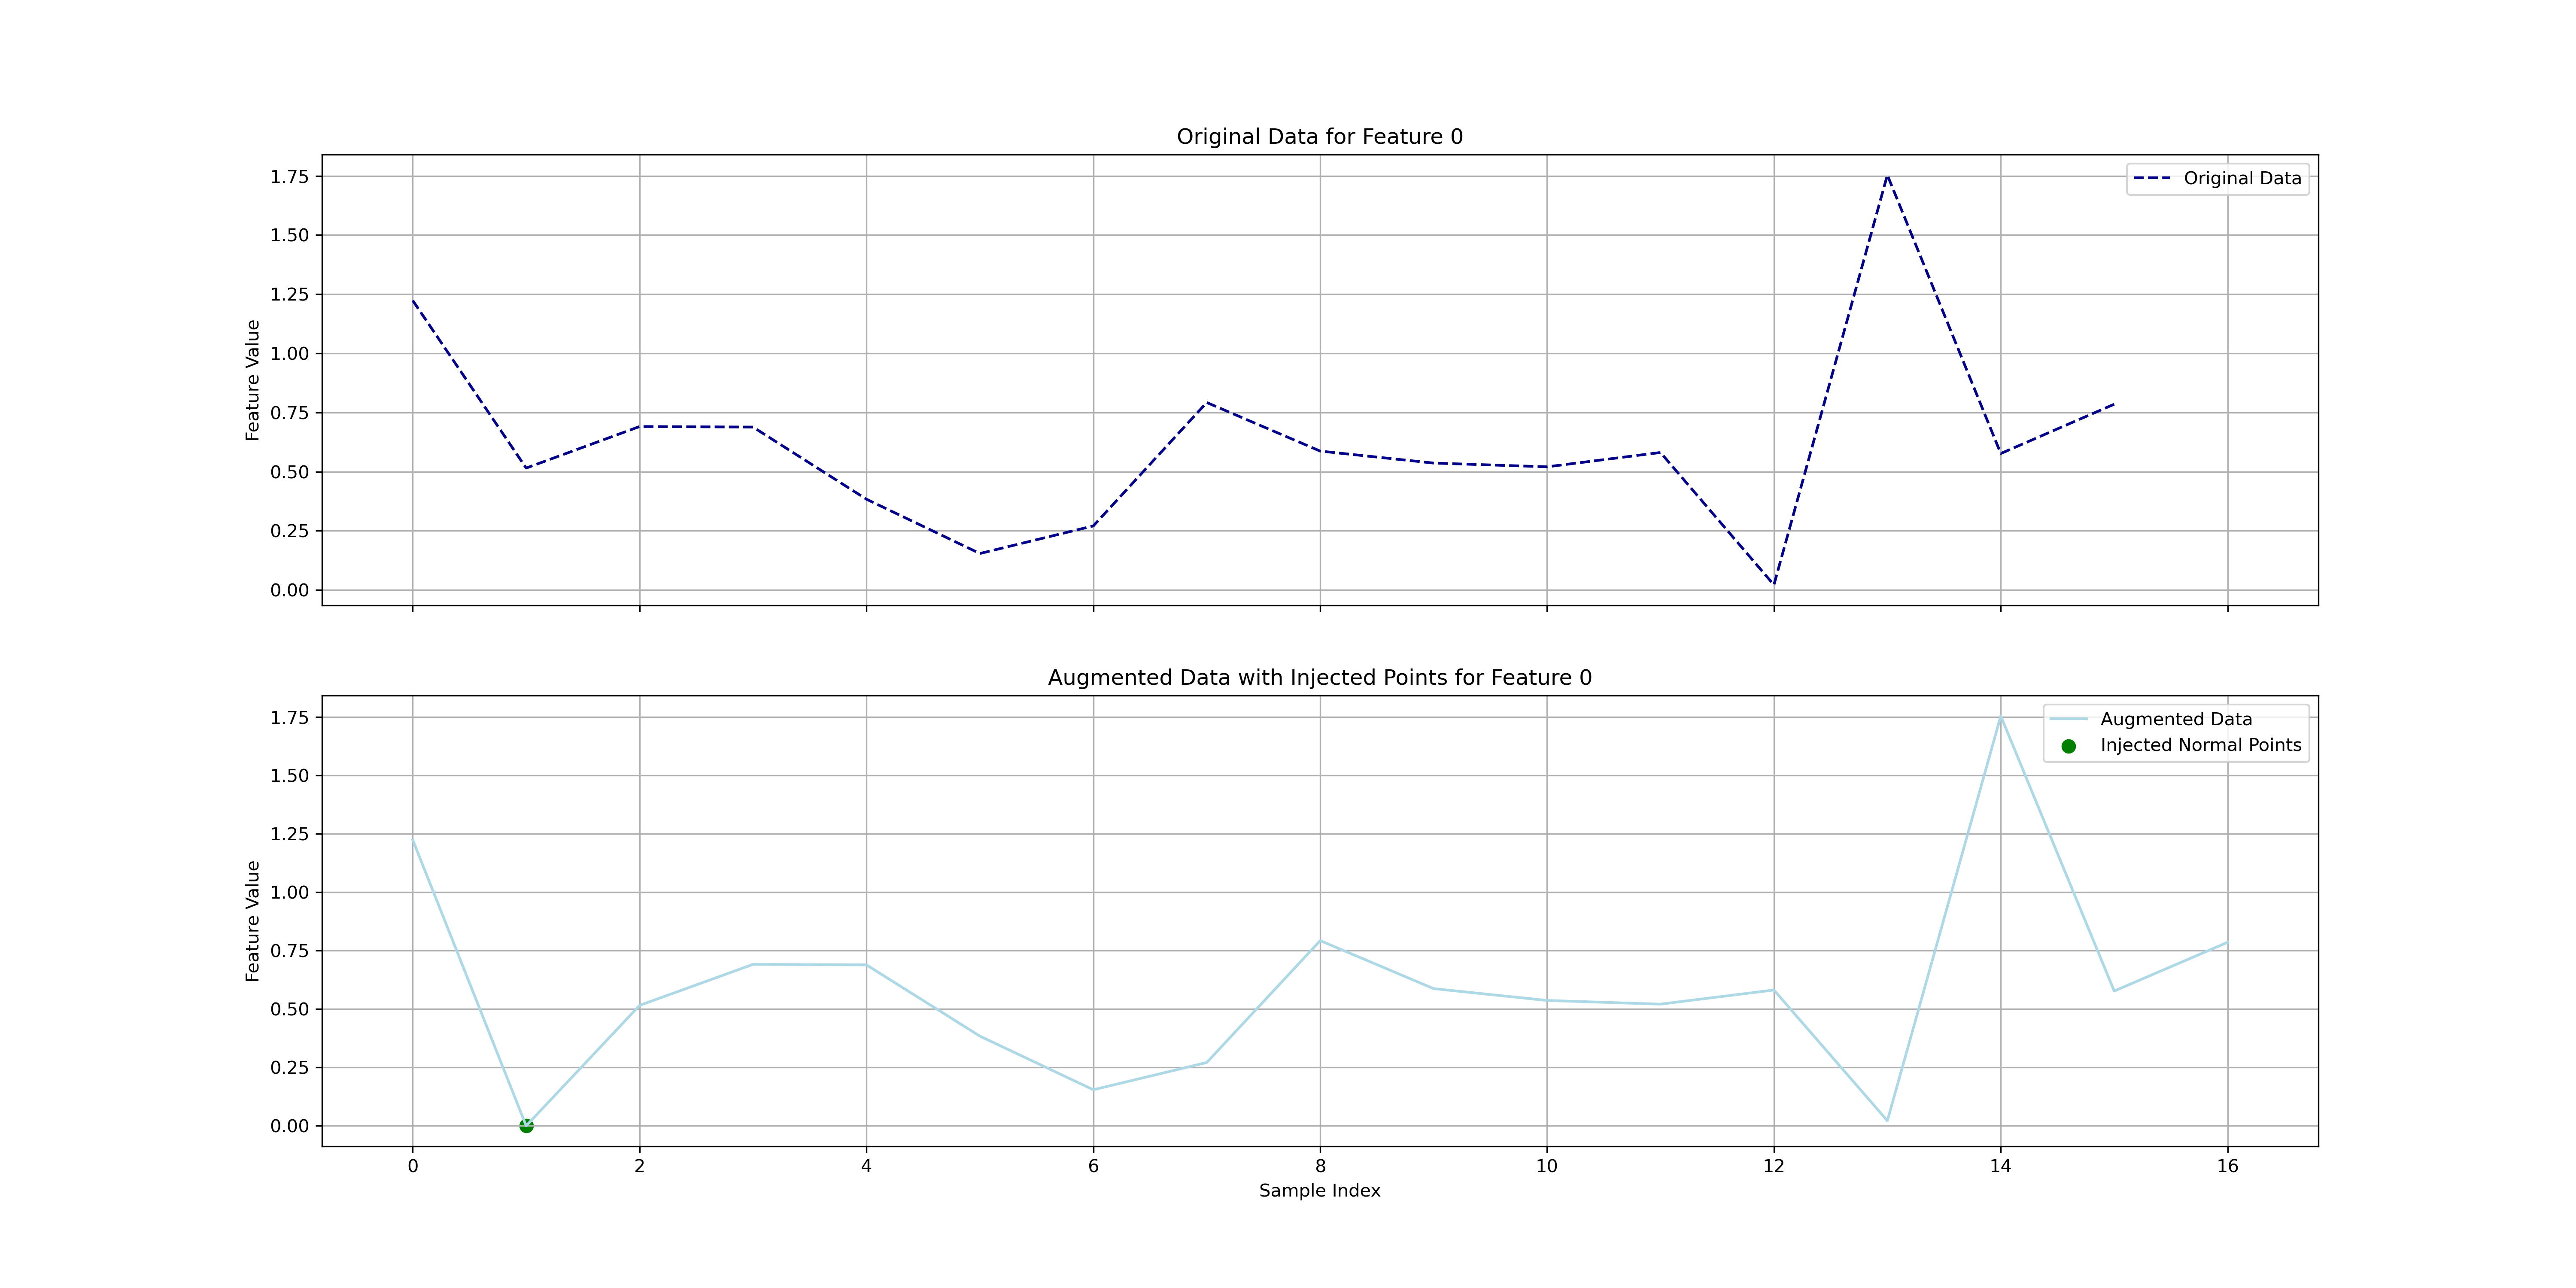 Original Data for Feature 0
Original Data
1.75
1.50
1.25
1.00
0.75
0.50
0.25
0.00
Feature Value
Augmented Data with Injected Points for Feature 0
Augmented Data
Injected Normal Points
1.75
1.50
1.25
1.00
0.75
0.50
0.25
0.00
Feature Value
0 2 4 6 8 10 12 14 16
Sample Index